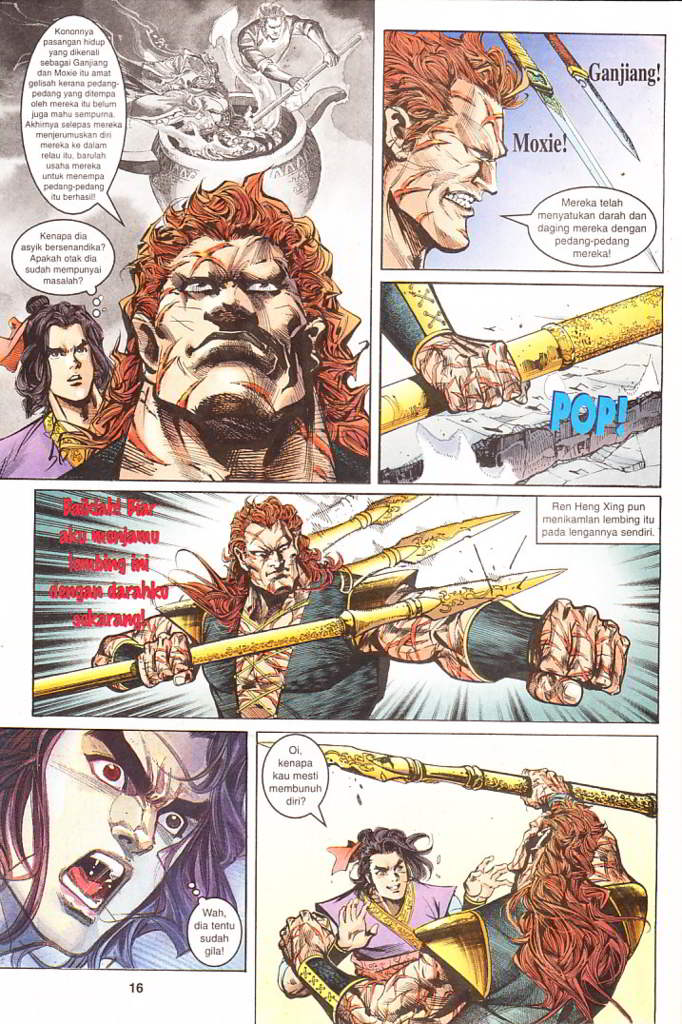 Kononnya
pasangan hidup
yang dikenali
sebagai Ganjiang
dan Moxie itu amat
gelisah kerana pedang-
pedang yang ditempa
oleh mereka itu belum
juga mahu sempurna.
Akhirnya selepas mereka
menjerumuskan diri
mereka ke dalam
relau itu, barulah
usaha mereka
untuk menempa
pedang-pedang
itu berhasil!
Kenapa dia
asyik bersenandika?
Apakah otak dia
sudah mempunyai
masalah?
Ganjiang!
Moxie!
Mereka telah
menyatukan darah dan
daging mereka dengan
pedang-pedang
mereka!
POP!
Baiklah! Biar
aku menjamu
lembing ini
dengan darahku
sekarang!
Ren Heng Xing pun
menikamlan lembing itu
pada lengannya sendiri.
Wah,
dia tentu
sudah
gila!
Oi,
kenapa
kau mesti
membunuh
diri?
16